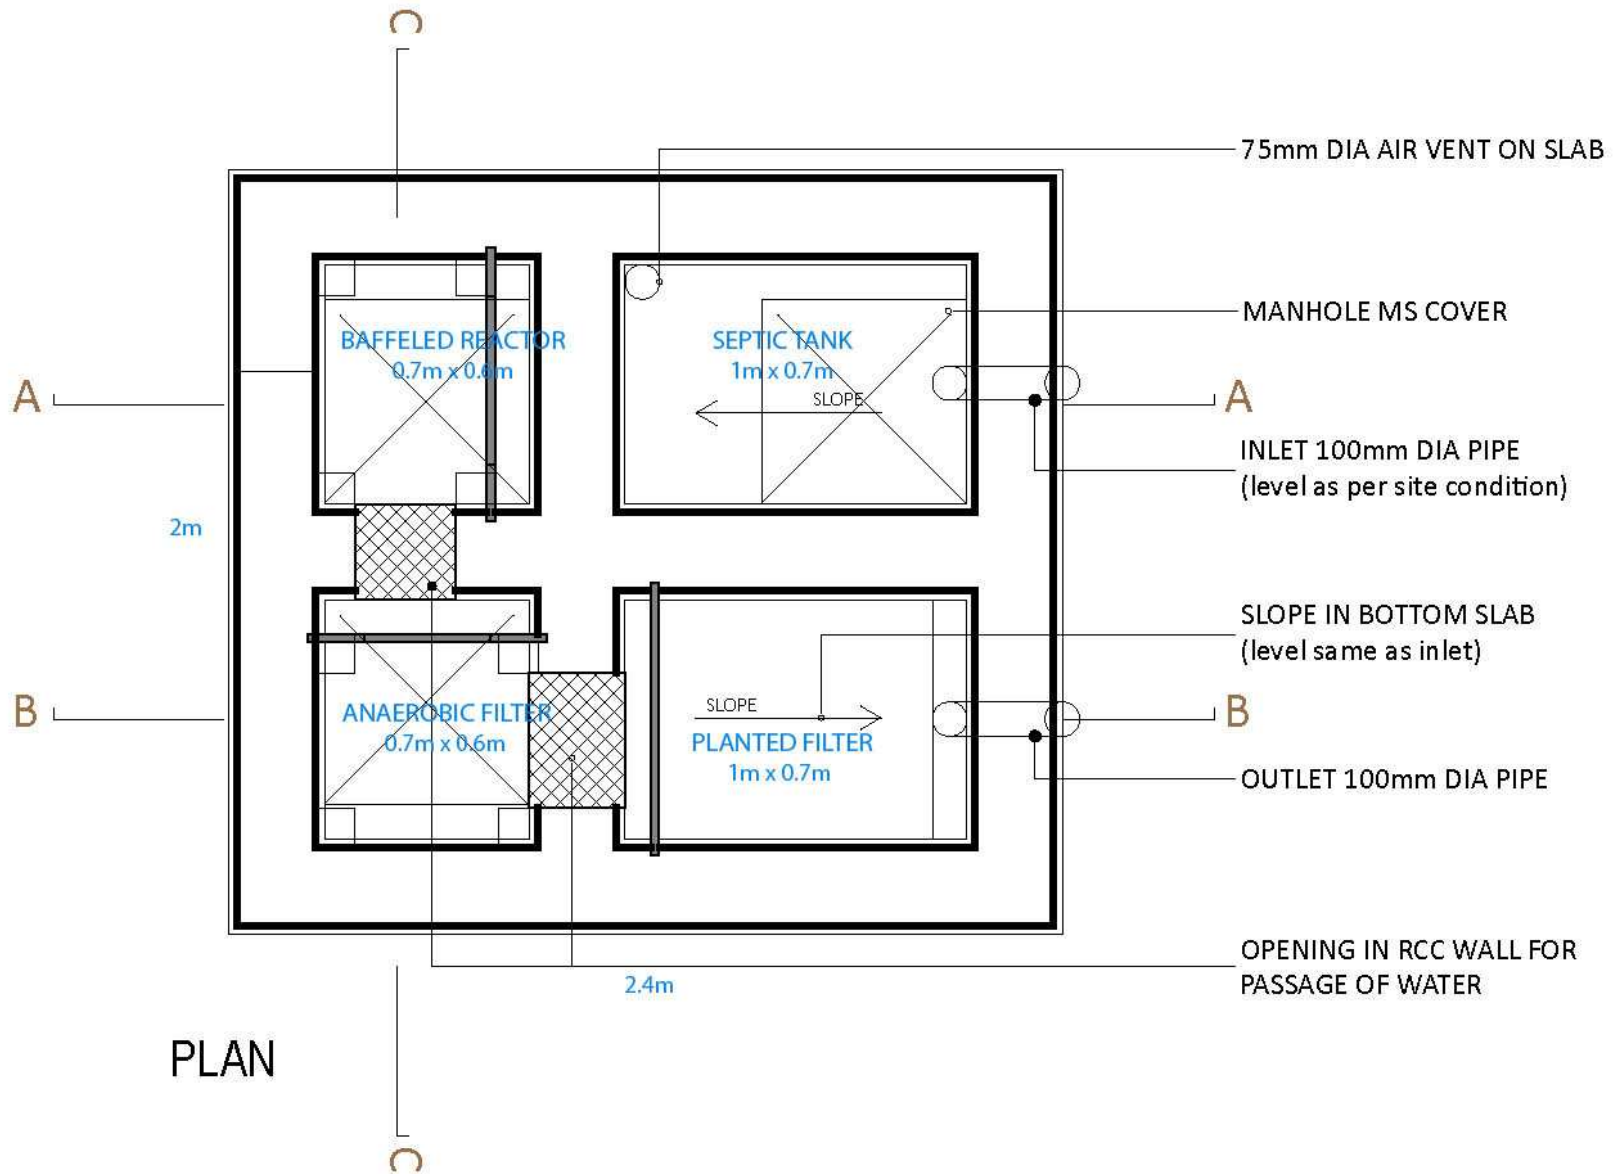 C
75mm DIA AIR VENT ON SLAB
MANHOLE MS COVER
BAFFELED REACTOR
0.7m x 0.6m
SEPTIC TANK
1m x 0.7m
SLOPE
A
A
INLET 100mm DIA PIPE
(level as per site condition)
2m
SLOPE IN BOTTOM SLAB
(level same as inlet)
B
ANAEROBIC FILTER
0.7m x 0.6m
SLOPE
PLANTED FILTER
1m x 0.7m
B
OUTLET 100mm DIA PIPE
OPENING IN RCC WALL FOR
PASSAGE OF WATER
2.4m
PLAN
C